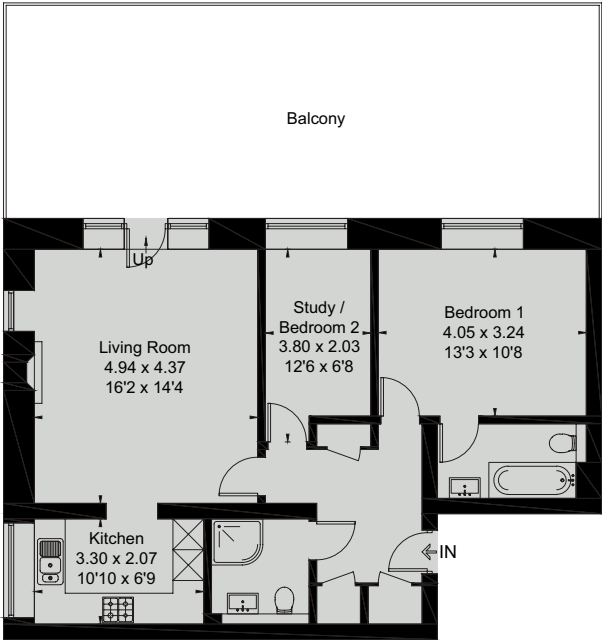 Balcony
Up
Study /
Bedroom 2
3.80 x 2.03
12'6 x 6'8
Bedroom 1
4.05 x 3.24
13'3 x 10'8
Living Room
4.94 x 4.37
16'2 x 14'4
Kitchen
3.30 x 2.07
10'10 x 6'9
IN